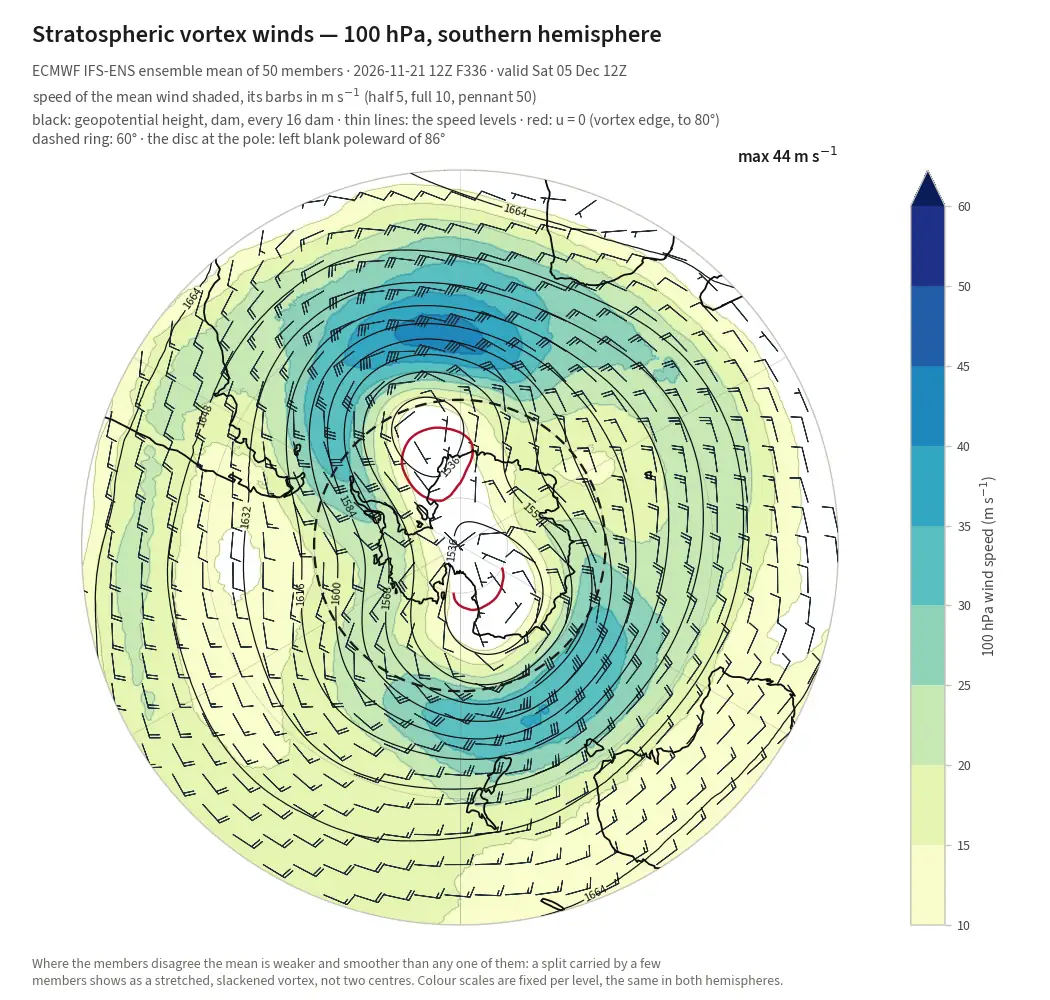 Stratospheric vortex winds — 100 hPa, southern hemisphere
ECMWF IFS-ENS ensemble mean of 50 members · 2026-11-21 12Z F336 · valid Sat 05 Dec 12Z
speed of the mean wind shaded, its barbs in m s⁻¹ (half 5, full 10, pennant 50)
black: geopotential height, dam, every 16 dam · thin lines: the speed levels · red: u = 0 (vortex edge, to 80°)
dashed ring: 60° · the disc at the pole: left blank poleward of 86°
max 44 m s⁻¹
1664
1664
1648
1536
1584
1552
1632
1536
1616
1600
1568
1664
60
50
45
40
35
30
25
20
15
10
100 hPa wind speed (m s⁻¹)
Where the members disagree the mean is weaker and smoother than any one of them: a split carried by a few
members shows as a stretched, slackened vortex, not two centres. Colour scales are fixed per level, the same in both hemispheres.